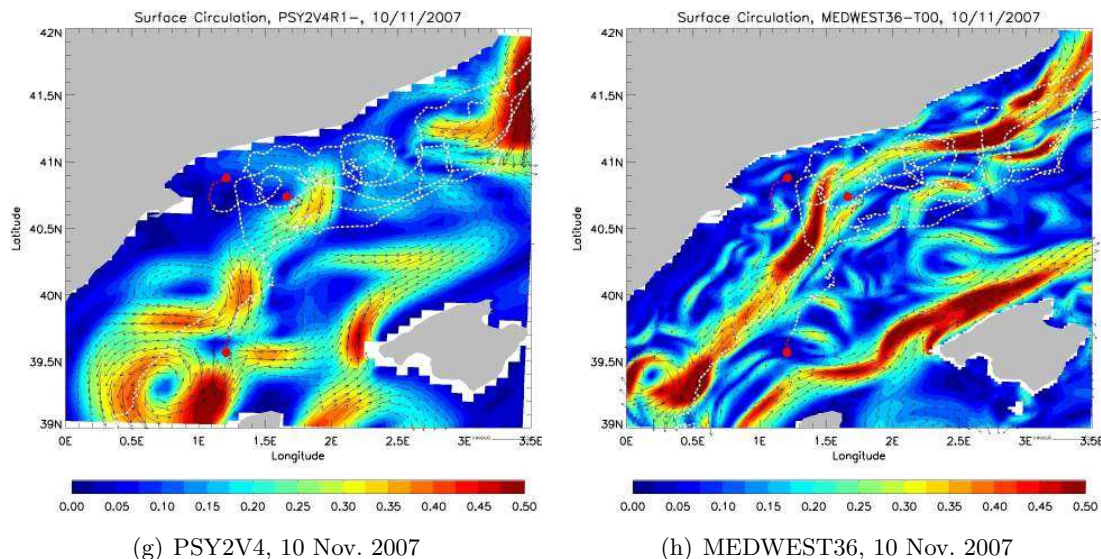 Surface Circulation, PSY2V4R1-, 10/11/2007
42N
41.5N
41N
40.5N
40N
39.5N
39N
Latitude
0E 0.5E 1E 1.5E 2E 2.5E 3E 3.5E
Longitude
0.00 0.05 0.10 0.15 0.20 0.25 0.30 0.35 0.40 0.45 0.50
(g) PSY2V4, 10 Nov. 2007
Surface Circulation, MEDWEST36-T00, 10/11/2007
42N
41.5N
41N
40.5N
40N
39.5N
39N
Latitude
0E 0.5E 1E 1.5E 2E 2.5E 3E 3.5E
Longitude
0.00 0.05 0.10 0.15 0.20 0.25 0.30 0.35 0.40 0.45 0.50
(h) MEDWEST36, 10 Nov. 2007